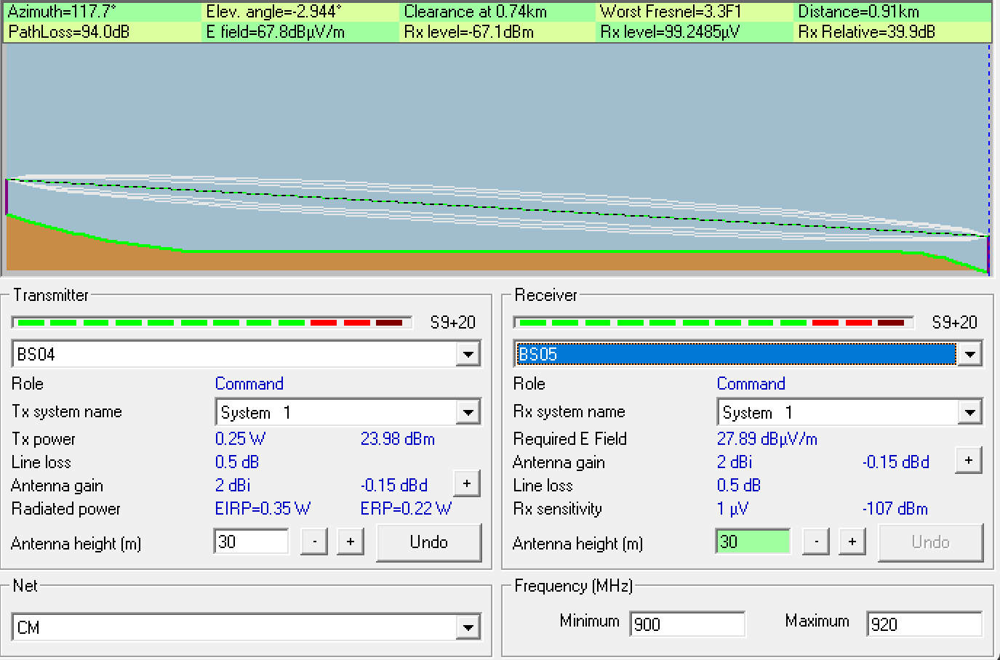 Azimuth=117.7° Elev. angle=-2.944° Clearance at 0.74km Worst Fresnel=3.3F1 Distance=0.91km
PathLoss=94.0dB E field=67.8dBµV/m Rx level=-67.1dBm Rx level=99.2485µV Rx Relative=39.9dB
Transmitter
S9+20
BS04
Role Command
Tx system name System 1
Tx power 0.25 W 23.98 dBm
Line loss 0.5 dB
Antenna gain 2 dBi -0.15 dBd +
Radiated power EIRP=0.35 W ERP=0.22 W
Antenna height (m) 30 - + Undo
Receiver
S9+20
BS05
Role Command
Rx system name System 1
Required E Field 27.89 dBµV/m
Antenna gain 2 dBi -0.15 dBd +
Line loss 0.5 dB
Rx sensitivity 1 µV -107 dBm
Antenna height (m) 30 - + Undo
Net
CM
Frequency (MHz)
Minimum 900 Maximum 920